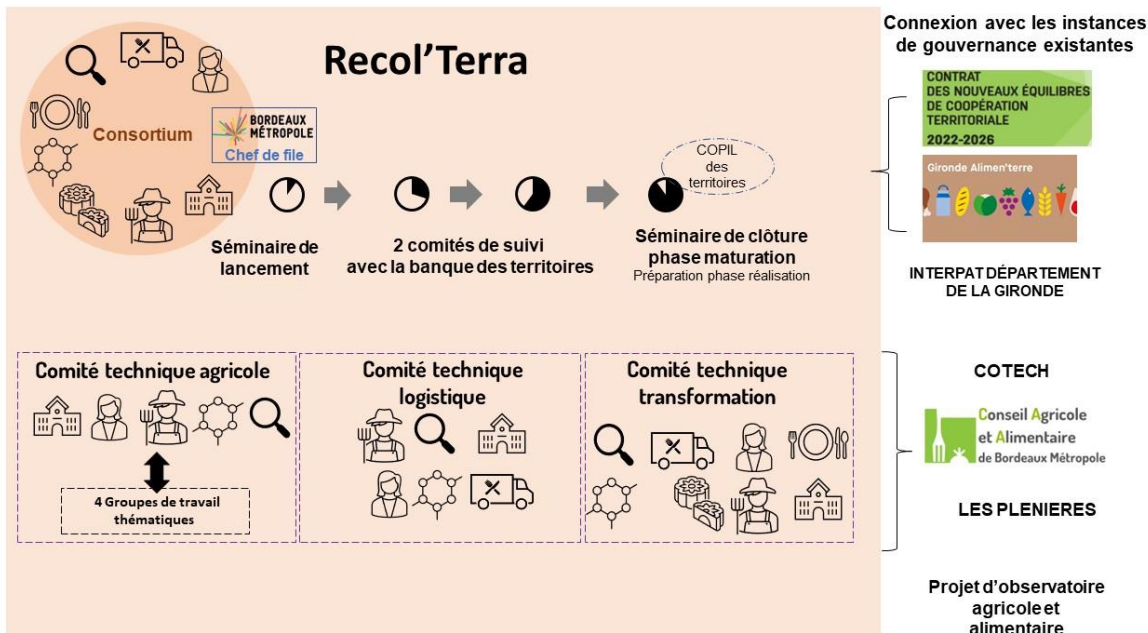 Recol'Terra
Consortium
BORDEAUX
MÉTROPOLE
Chef de file
Séminaire de
lancement
2 comités de suivi
avec la banque des territoires
COPIL
des
territoires
Séminaire de clôture
phase maturation
Préparation phase réalisation
Comité technique agricole
4 Groupes de travail
thématiques
Comité technique
logistique
Comité technique
transformation
Connexion avec les instances
de gouvernance existantes
CONTRAT
DES NOUVEAUX ÉQUILIBRES
DE COOPÉRATION
TERRITORIALE
2022-2026
Gironde Alimen'terre
INTERPAT DÉPARTEMENT
DE LA GIRONDE
COTECH
Conseil Agricole
et Alimentaire
de Bordeaux Métropole
LES PLENIERES
Projet d'observatoire
agricole et
alimentaire